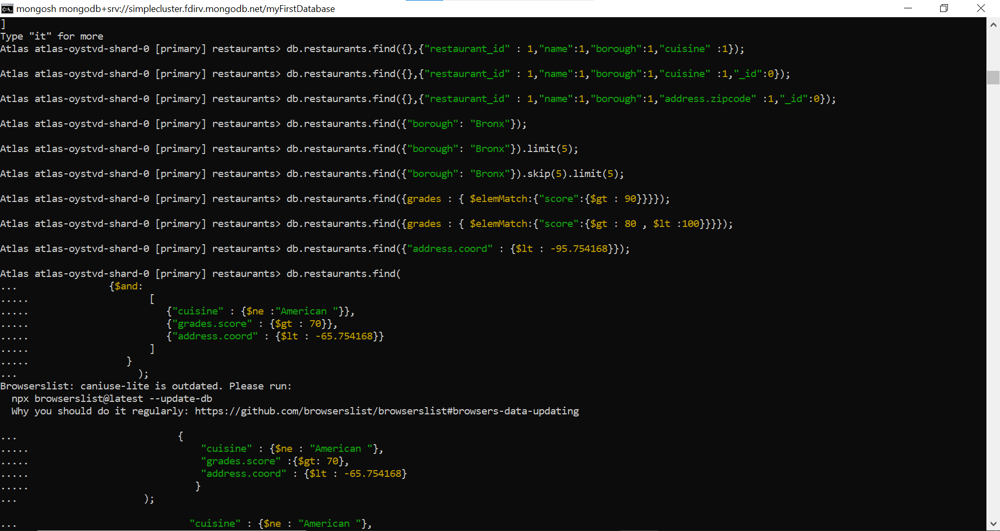 mongosh mongodb+srv://simplecluster.fdirv.mongodb.net/myFirstDatabase
]
Type "it" for more
Atlas atlas-oystvd-shard-0 [primary] restaurants> db.restaurants.find({},{"restaurant_id" : 1,"name":1,"borough":1,"cuisine" :1});
Atlas atlas-oystvd-shard-0 [primary] restaurants> db.restaurants.find({},{"restaurant_id" : 1,"name":1,"borough":1,"cuisine" :1,"_id":0});
Atlas atlas-oystvd-shard-0 [primary] restaurants> db.restaurants.find({},{"restaurant_id" : 1,"name":1,"borough":1,"address.zipcode" :1,"_id":0});
Atlas atlas-oystvd-shard-0 [primary] restaurants> db.restaurants.find({"borough": "Bronx"});
Atlas atlas-oystvd-shard-0 [primary] restaurants> db.restaurants.find({"borough": "Bronx"}).limit(5);
Atlas atlas-oystvd-shard-0 [primary] restaurants> db.restaurants.find({"borough": "Bronx"}).skip(5).limit(5);
Atlas atlas-oystvd-shard-0 [primary] restaurants> db.restaurants.find({grades : { $elemMatch:{"score":{$gt : 90}}}});
Atlas atlas-oystvd-shard-0 [primary] restaurants> db.restaurants.find({grades : { $elemMatch:{"score":{$gt : 80 , $lt :100}}}});
Atlas atlas-oystvd-shard-0 [primary] restaurants> db.restaurants.find({"address.coord" : {$lt : -95.754168}});
Atlas atlas-oystvd-shard-0 [primary] restaurants> db.restaurants.find(
...                {$and:
.....                     [
.....                        {"cuisine" : {$ne :"American "}},
.....                        {"grades.score" : {$gt : 70}},
.....                        {"address.coord" : {$lt : -65.754168}}
.....                     ]
.....                 }
...                     );
Browserslist: caniuse-lite is outdated. Please run:
  npx browserslist@latest --update-db
  Why you should do it regularly: https://github.com/browserslist/browserslist#browsers-data-updating
...                            {
.....                              "cuisine" : {$ne : "American "},
.....                              "grades.score" :{$gt: 70},
.....                              "address.coord" : {$lt : -65.754168}
.....                             }
...                      );
...                              "cuisine" : {$ne : "American "},